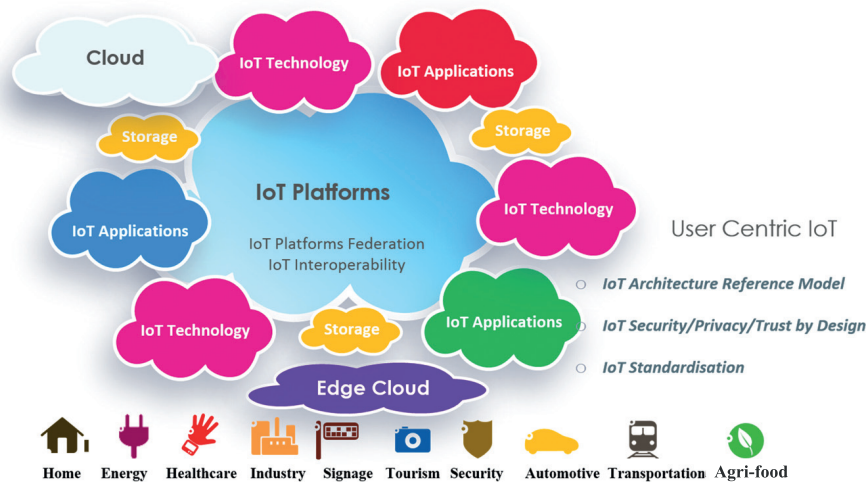 Cloud
IoT Technology
IoT Applications
Storage
Storage
IoT Platforms
IoT Applications
IoT Technology
IoT Platforms Federation
IoT Interoperability
User Centric IoT
IoT Architecture Reference Model
IoT Technology
Storage
IoT Applications
IoT Security/Privacy/Trust by Design
IoT Standardisation
Edge Cloud
Home Energy Healthcare Industry Signage Tourism Security Automotive Transportation Agri-food